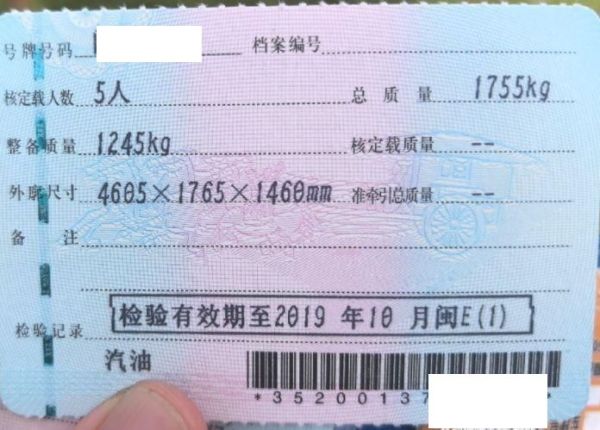 号牌号码 档案编号
核定载人数 5人 总质量 1755kg
整备质量 1245kg 核定载质量 --
外廓尺寸 4605×1765×1460mm 准牵引总质量 --
备注
检验记录 检验有效期至2019 年10 月闽E(1)
汽油
*35200137